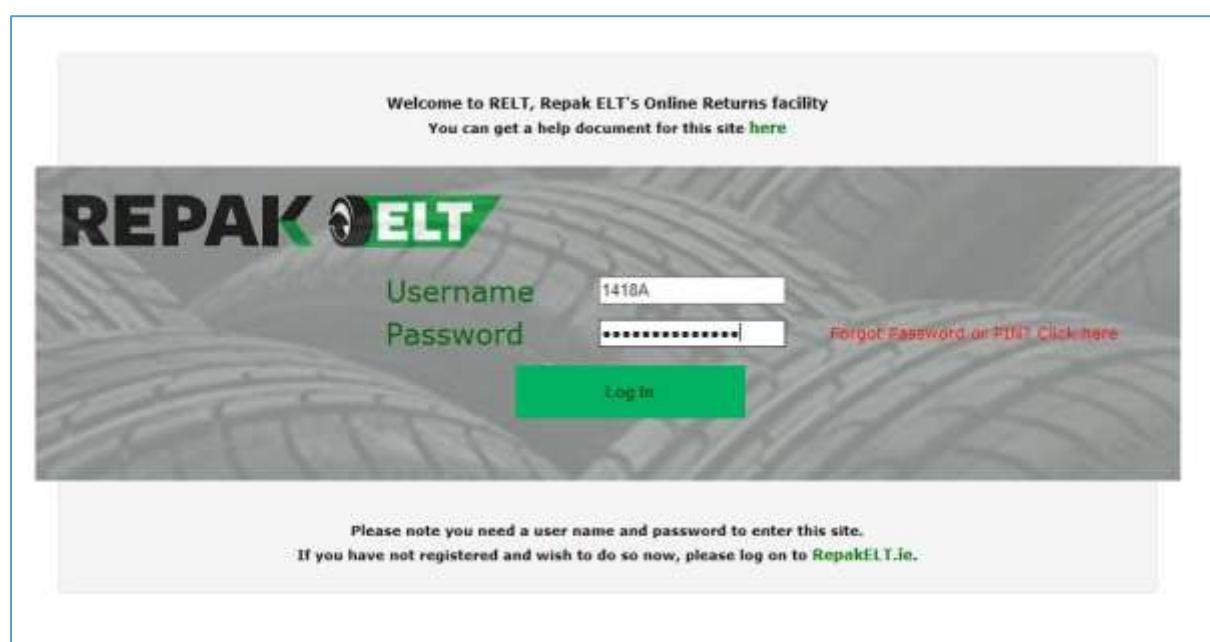 Welcome to RELT, Repak ELT's Online Returns facility
You can get a help document for this site here
REPAK ELT
Username 1418A
Password ••••••••••••••
Forgot Password or PIN? Click here
Log In
Please note you need a user name and password to enter this site.
If you have not registered and wish to do so now, please log on to RepakELT.ie.